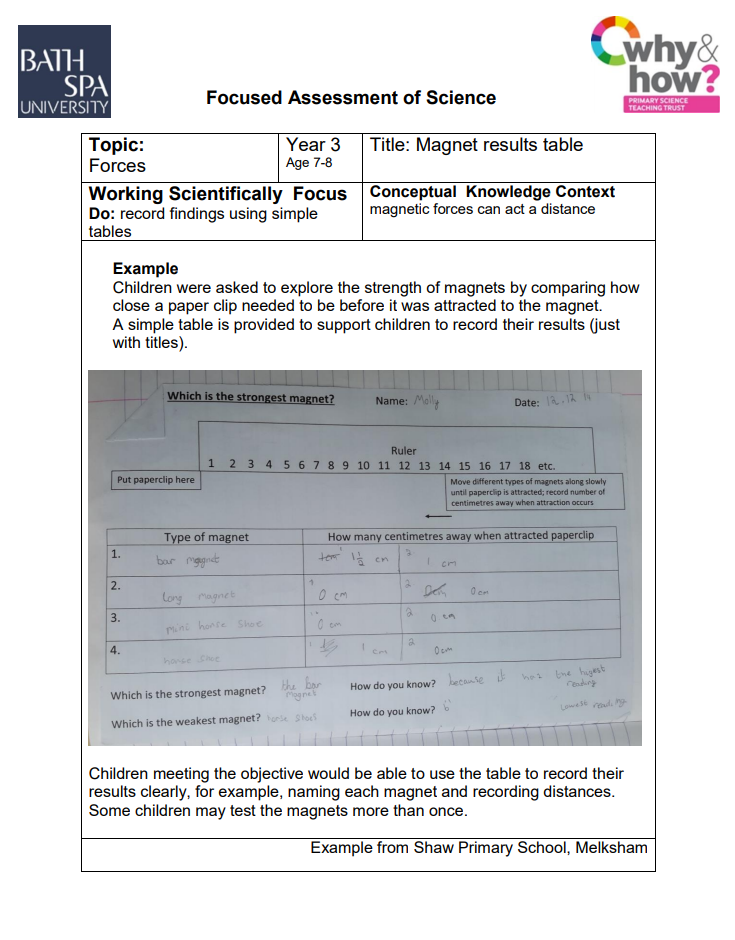 BATH
SPA
UNIVERSITY
why&
how?
PRIMARY SCIENCE
TEACHING TRUST
Focused Assessment of Science
Topic:
Forces
Year 3
Age 7-8
Title: Magnet results table
Working Scientifically Focus
Do: record findings using simple
tables
Conceptual Knowledge Context
magnetic forces can act a distance
Example
Children were asked to explore the strength of magnets by comparing how
close a paper clip needed to be before it was attracted to the magnet.
A simple table is provided to support children to record their results (just
with titles).
Which is the strongest magnet? Name: Molly Date: 12.12
Ruler
1 2 3 4 5 6 7 8 9 10 11 12 13 14 15 16 17 18 etc.
Put paperclip here
Move different types of magnets along slowly
until paperclip is attracted; record number of
centimetres away when attraction occurs
Type of magnet How many centimetres away when attracted paperclip
1. bar magnet 1cm 1 1½ cm 2 1 cm
2. long magnet 1 0 cm 2 0cm 0cm
3. mini horse shoe 0 cm 2 0 cm
4. horse shoe 1 1 cm 2 0cm
Which is the strongest magnet? the bar magnet How do you know? because it has the highest reading
Which is the weakest magnet? horse shoes How do you know? lowest reading
Children meeting the objective would be able to use the table to record their
results clearly, for example, naming each magnet and recording distances.
Some children may test the magnets more than once.
Example from Shaw Primary School, Melksham